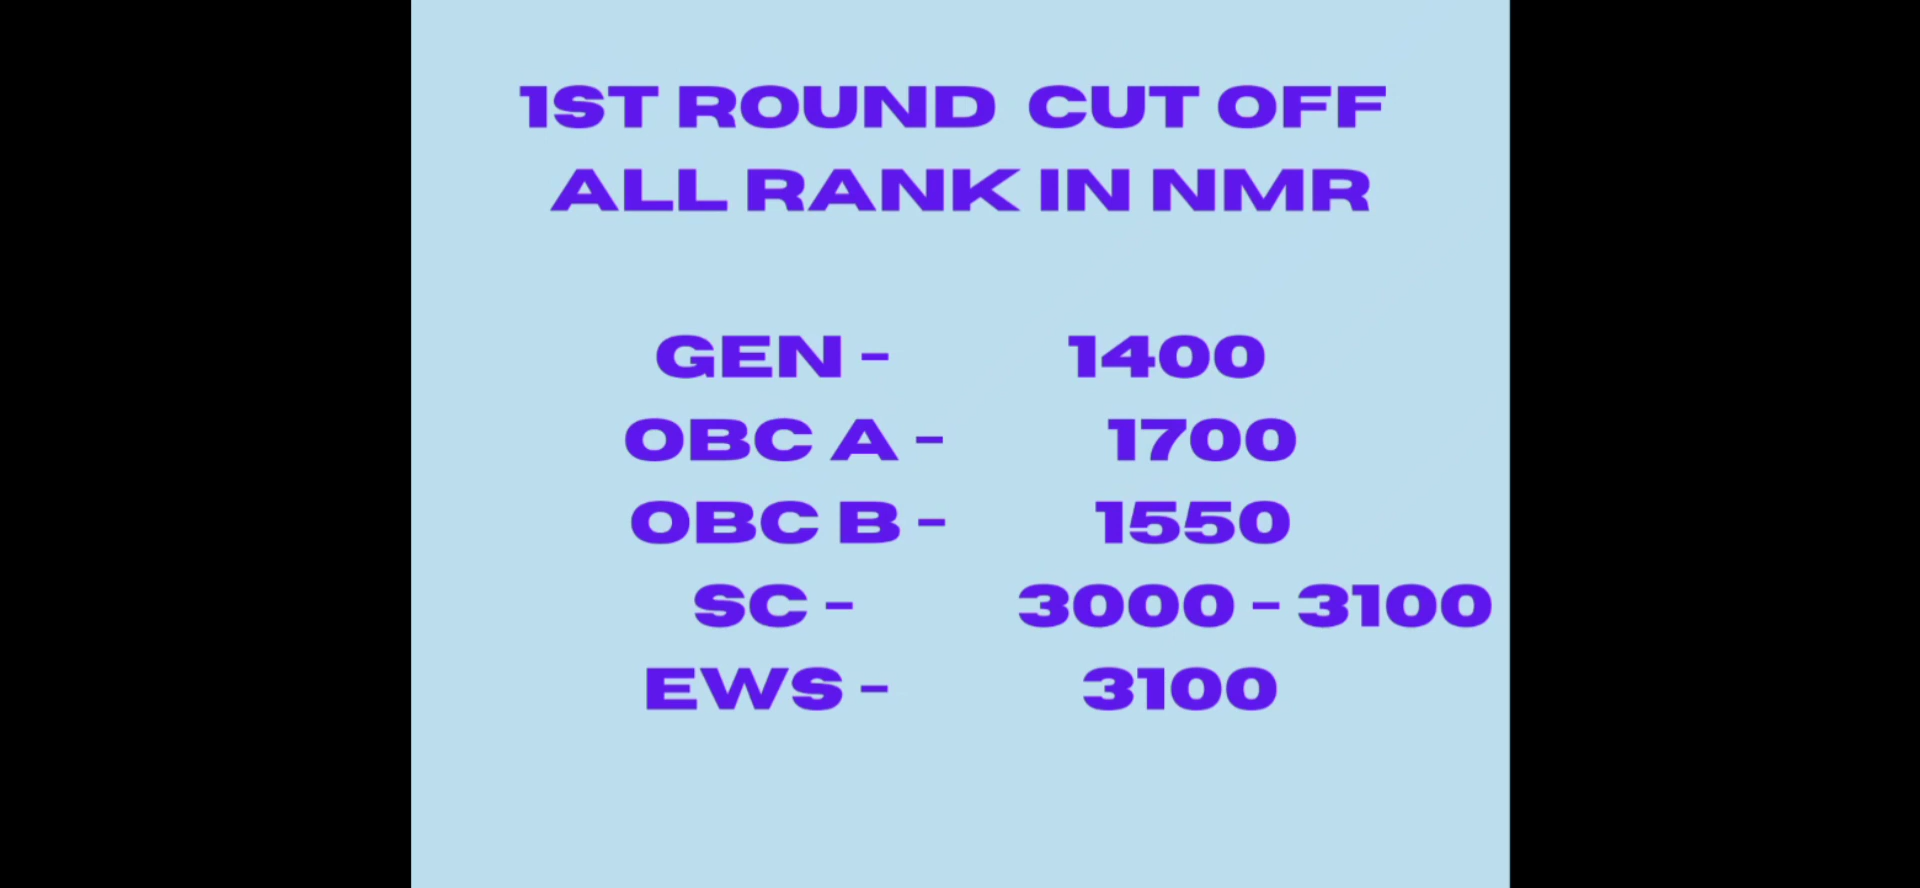 1ST ROUND CUT OFF
ALL RANK IN NMR
GEN - 1400
OBC A - 1700
OBC B - 1550
SC - 3000 - 3100
EWS - 3100